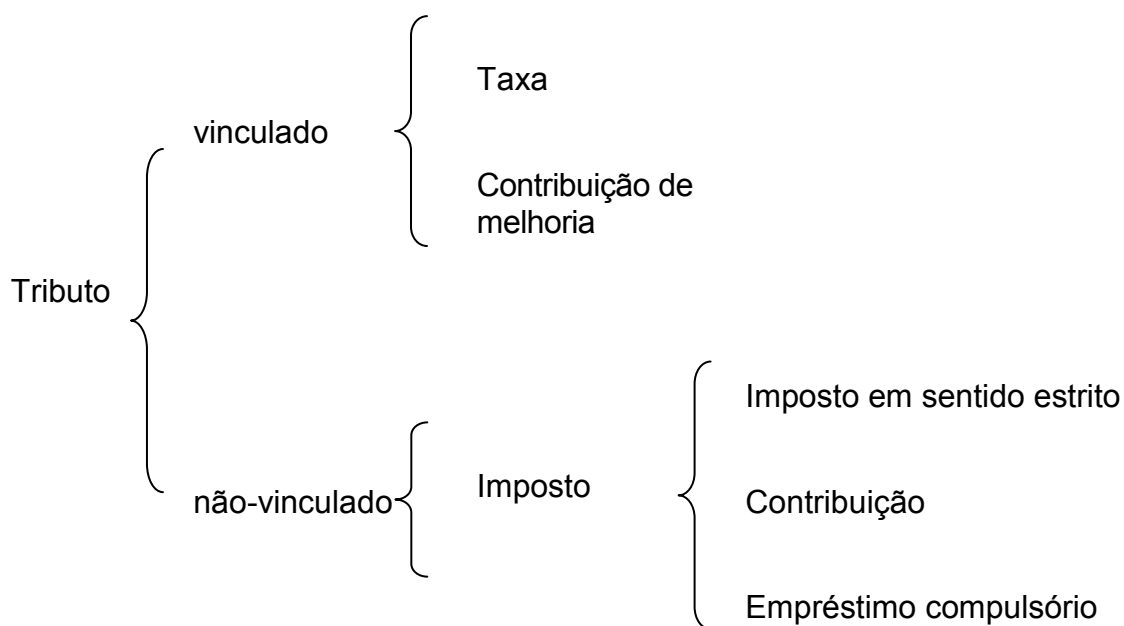 Taxa
vinculado
Contribuição de
melhoria
Tributo
Imposto em sentido estrito
não-vinculado
Imposto
Contribuição
Empréstimo compulsório